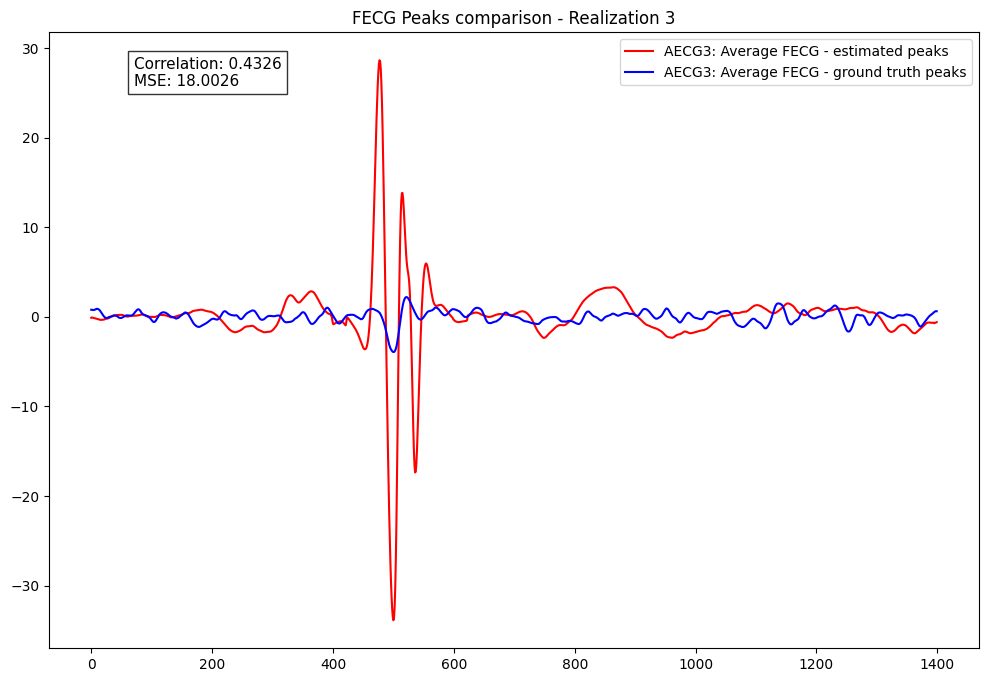 FECG Peaks comparison - Realization 3
Correlation: 0.4326
MSE: 18.0026
AECG3: Average FECG - estimated peaks
AECG3: Average FECG - ground truth peaks
30
20
10
0
−10
−20
−30
0 200 400 600 800 1000 1200 1400